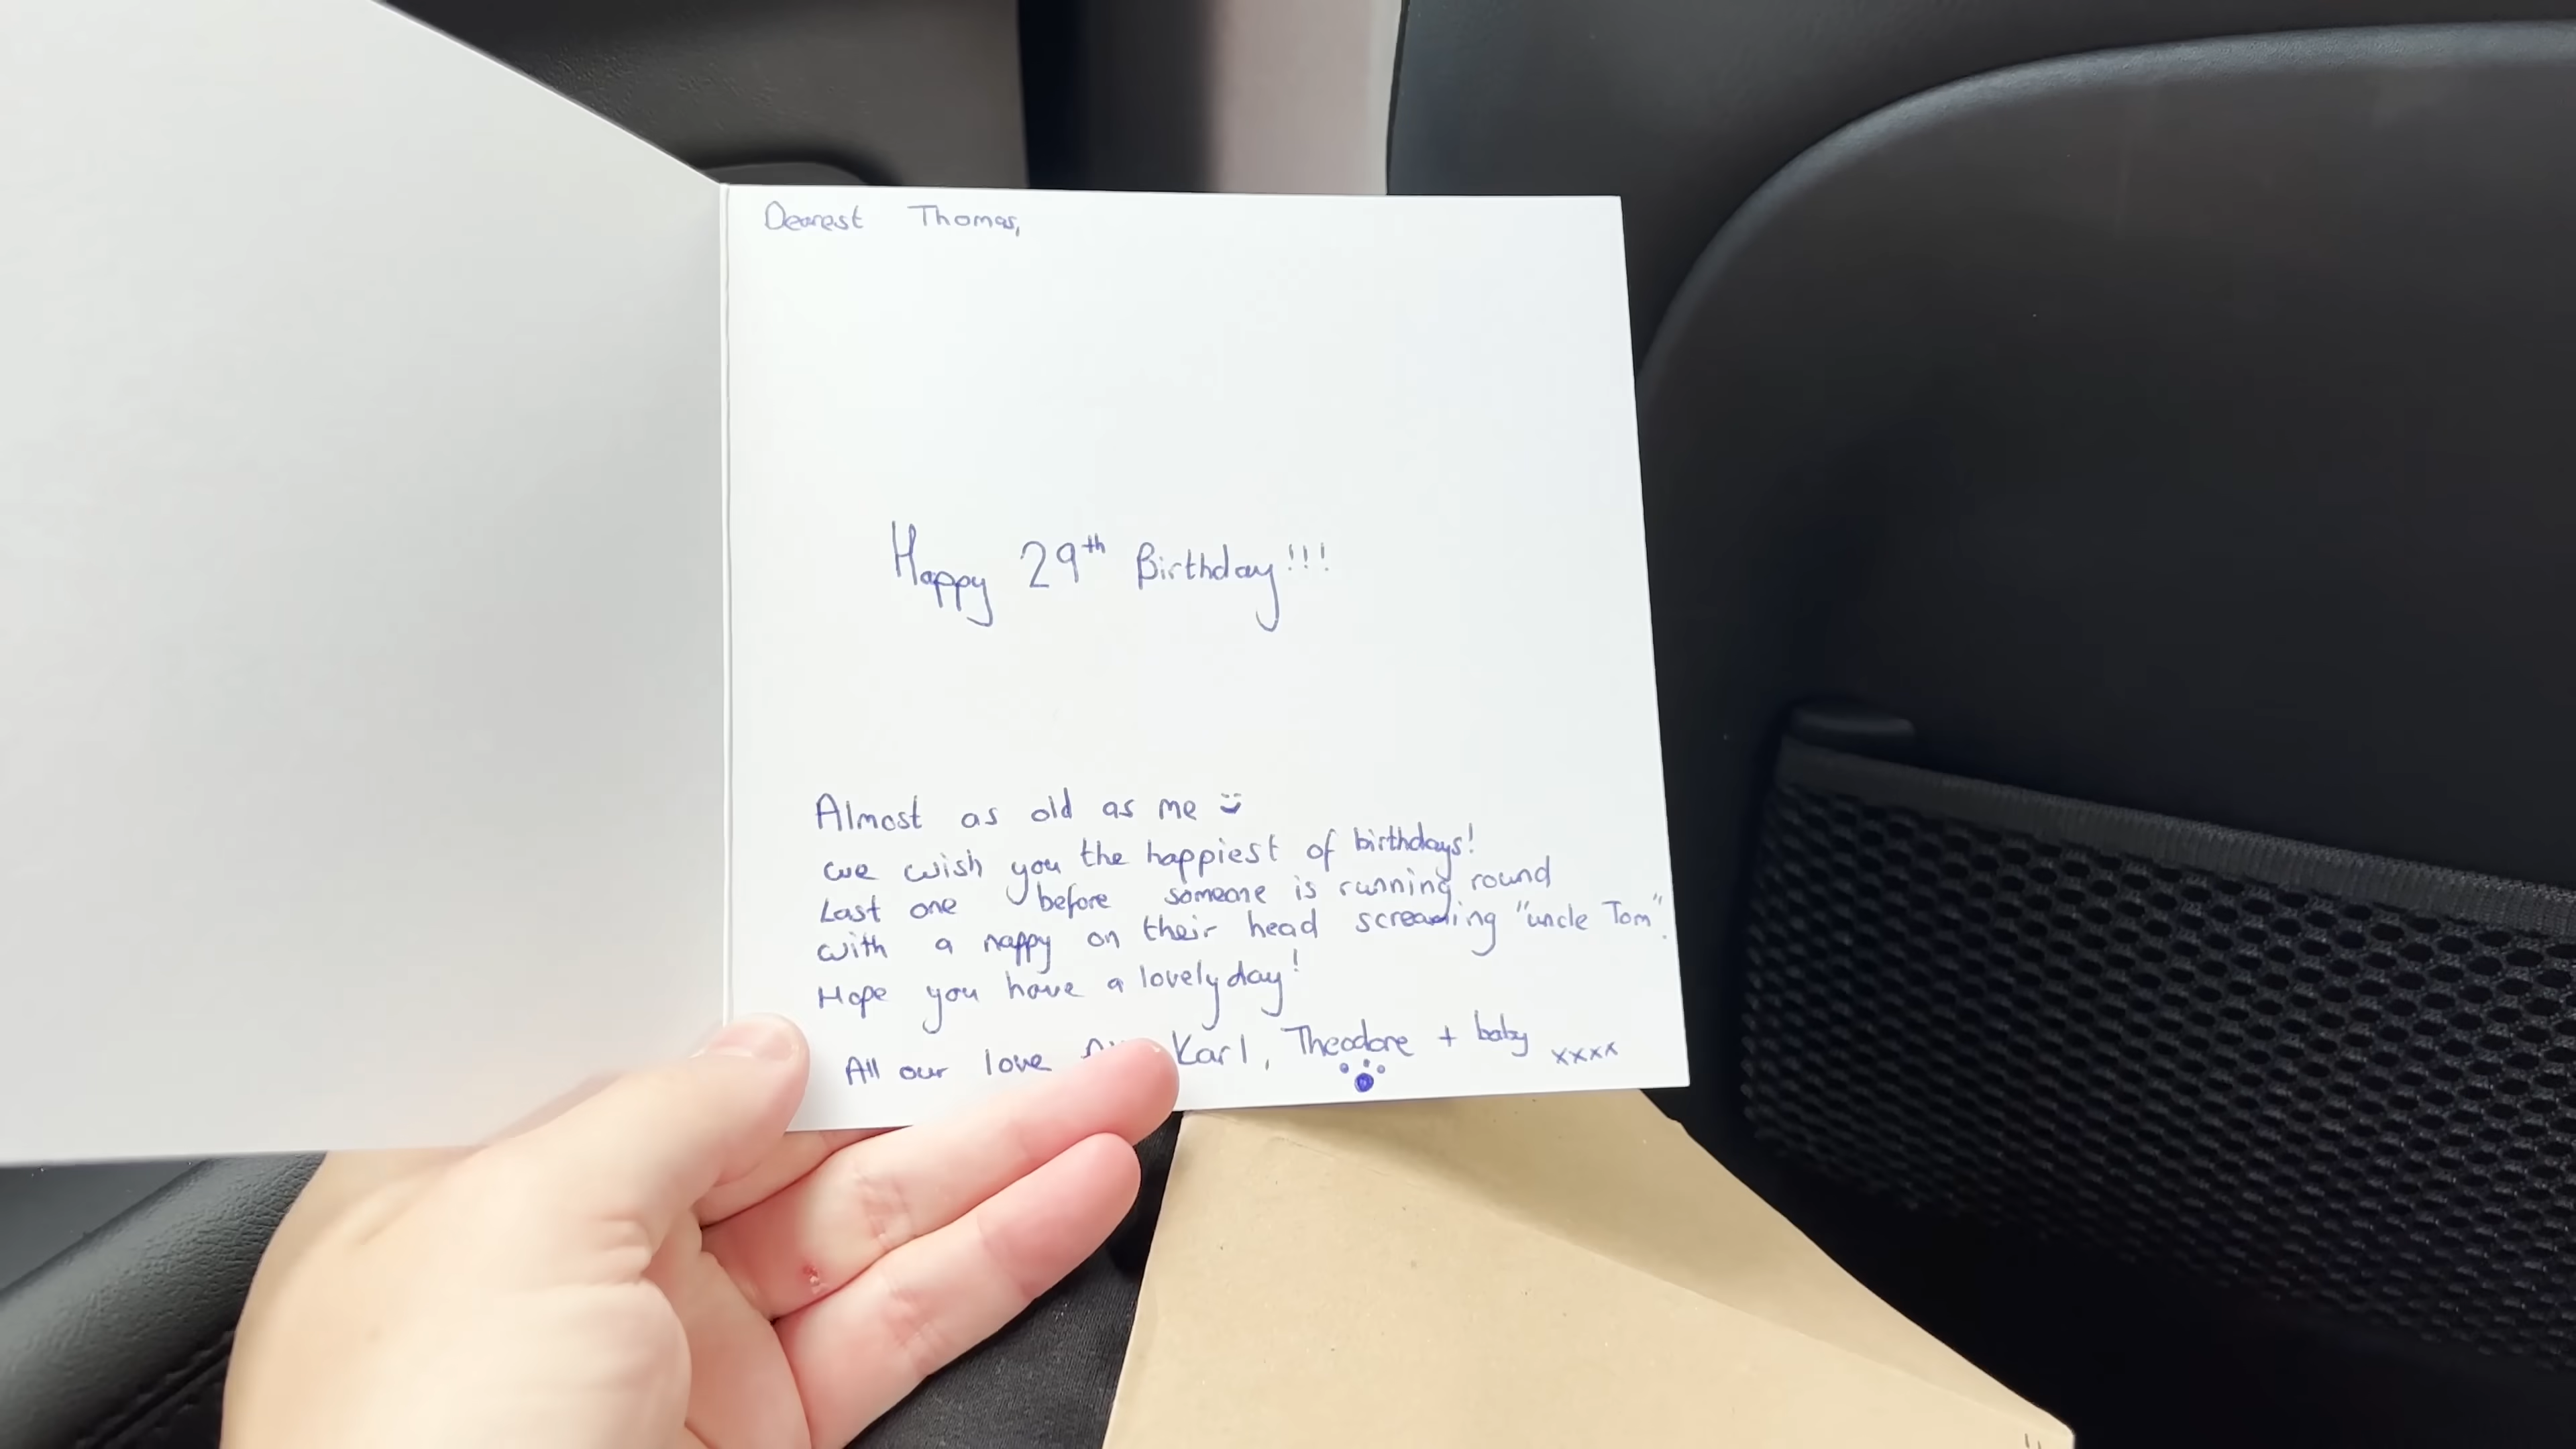 Dearest Thomas,
Happy 29th Birthday!!!
Almost as old as me
we wish you the happiest of birthdays!
Last one before someone is running round
with a nappy on their head screaming "uncle Tom".
Hope you have a lovely day!
All our love Karl, Theodore + baby xxxx